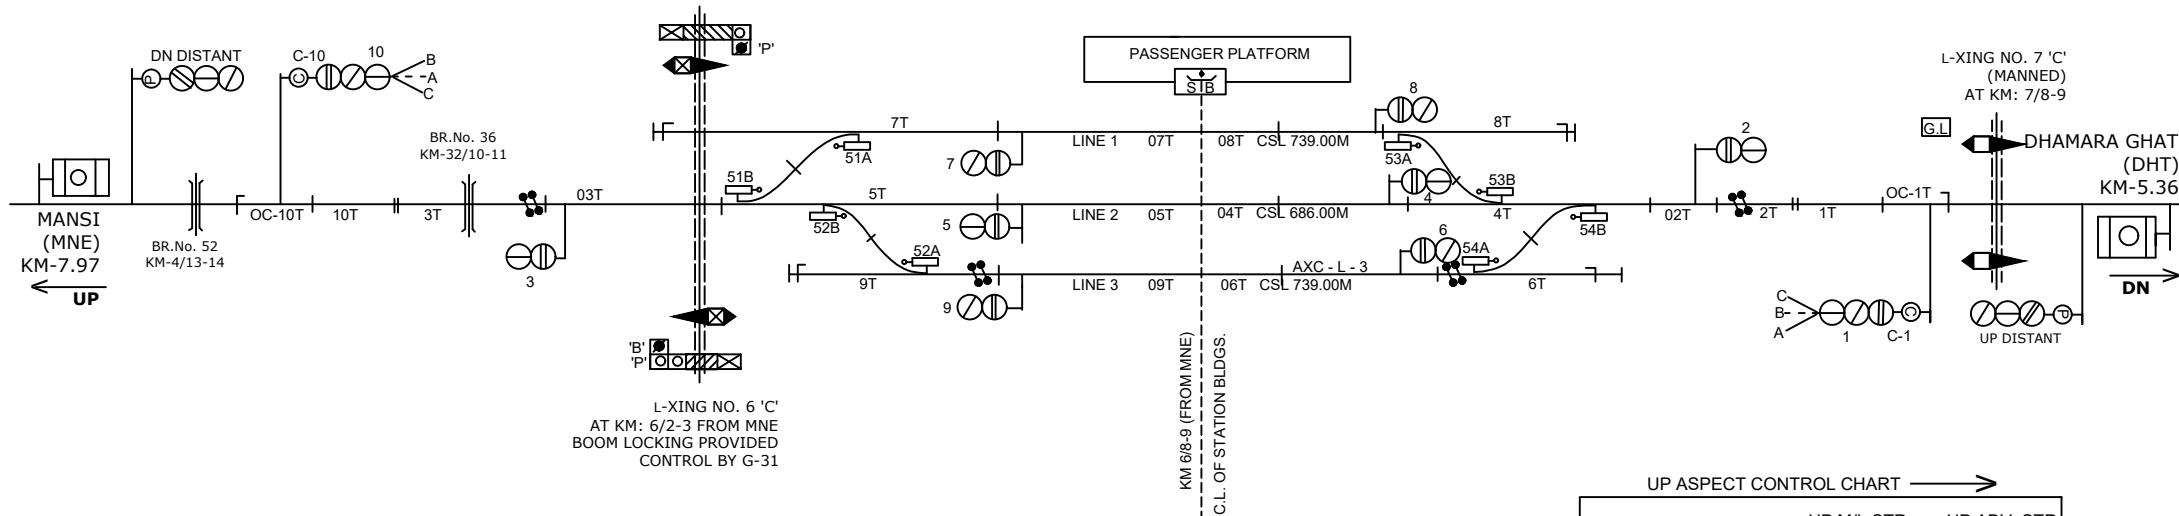 DN DISTANT
P
C-10
10
C
B
A
C
BR.No. 36
KM-32/10-11
MANSI
(MNE)
KM-7.97
UP
BR.No. 52
KM-4/13-14
OC-10T
10T
3T
03T
3
'P'
'B'
'P'
L-XING NO. 6 'C'
AT KM: 6/2-3 FROM MNE
BOOM LOCKING PROVIDED
CONTROL BY G-31
PASSENGER PLATFORM
S B
7T
LINE 1
07T
08T
CSL 739.00M
8
8T
7
51A
51B
53A
53B
5T
LINE 2
05T
04T
CSL 686.00M
4
4T
5
52B
52A
54B
54A
6
9T
LINE 3
09T
06T
AXC - L - 3
CSL 739.00M
6T
9
KM 6/8-9 (FROM MNE)
C.L. OF STATION BLDGS.
2
02T
2T
1T
OC-1T
L-XING NO. 7 'C'
(MANNED)
AT KM: 7/8-9
G.L
DHAMARA GHAT
(DHT)
KM-5.36
DN
C
B
A
1
C
C-1
P
UP DISTANT
UP ASPECT CONTROL CHART